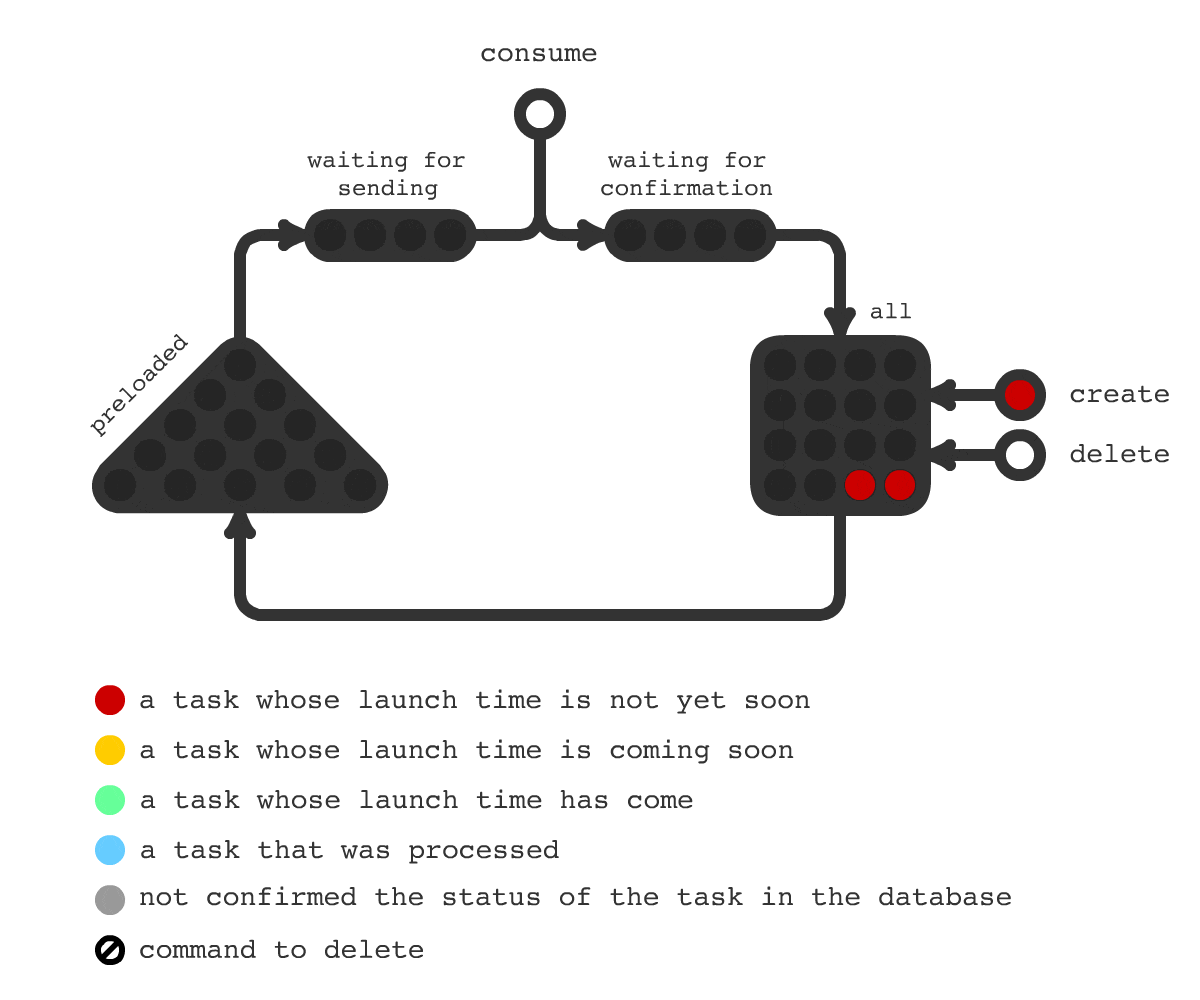 consume
waiting for
sending
waiting for
confirmation
all
preloaded
create
delete
a task whose launch time is not yet soon
a task whose launch time is coming soon
a task whose launch time has come
a task that was processed
not confirmed the status of the task in the database
command to delete